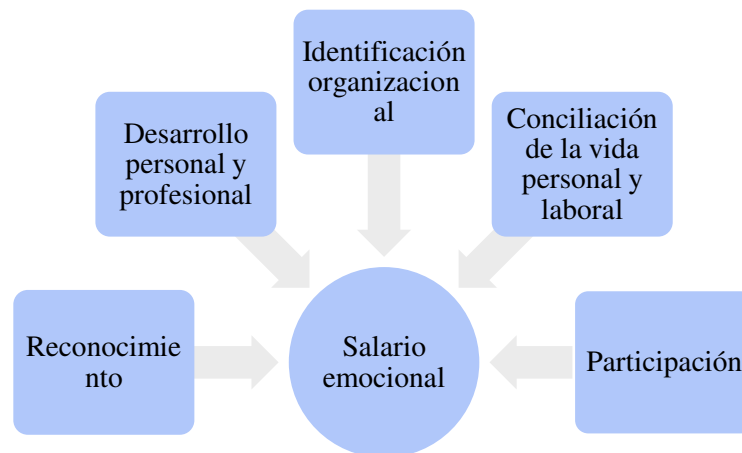 Identificación
organizacion
al
Desarrollo
personal y
profesional
Conciliación
de la vida
personal y
laboral
Reconocimie
nto
Salario
emocional
Participación